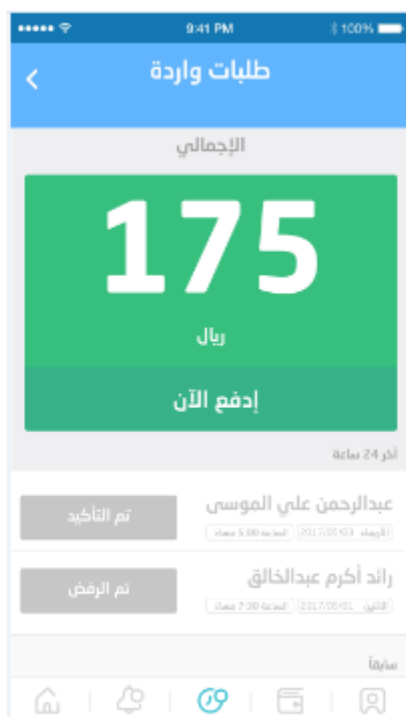 9:41 PM
100%
طلبات واردة
الإجمالي
175
ريال
إدفع الآن
أخر 24 ساعة
عبدالرحمن علي الموسى
تم التأكيد
الأربعاء 2017/05/03 الساعة 5:00 مساء
رائد أكرم عبدالخالق
تم الرفض
الاثنين 2017/05/01 الساعة 7:00 مساء
سابقاً